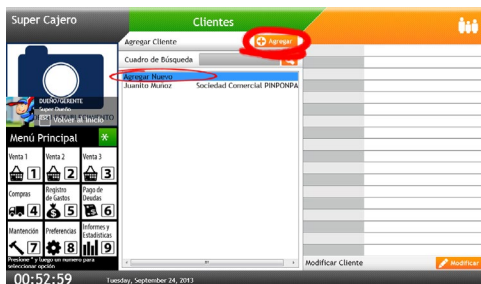 Super Cajero
Clientes
Agregar Cliente
Agregar
Cuadro de Búsqueda
Agregar Nuevo
Juanito Munoz Sociedad Comercial PINPONPA
DUEÑO/GERENTE
Super Dueño
Volver al Inicio
Menú Principal *
Venta 1 Venta 2 Venta 3
1 2 3
Compras Registro de Gastos Pago de Deudas
4 5 6
Mantención Preferencias Informes y Estadísticas
7 8 9
Presione * y luego un numero para
seleccionar opción
Modificar Cliente
Modificar
00:52:59
Tuesday, September 24, 2013